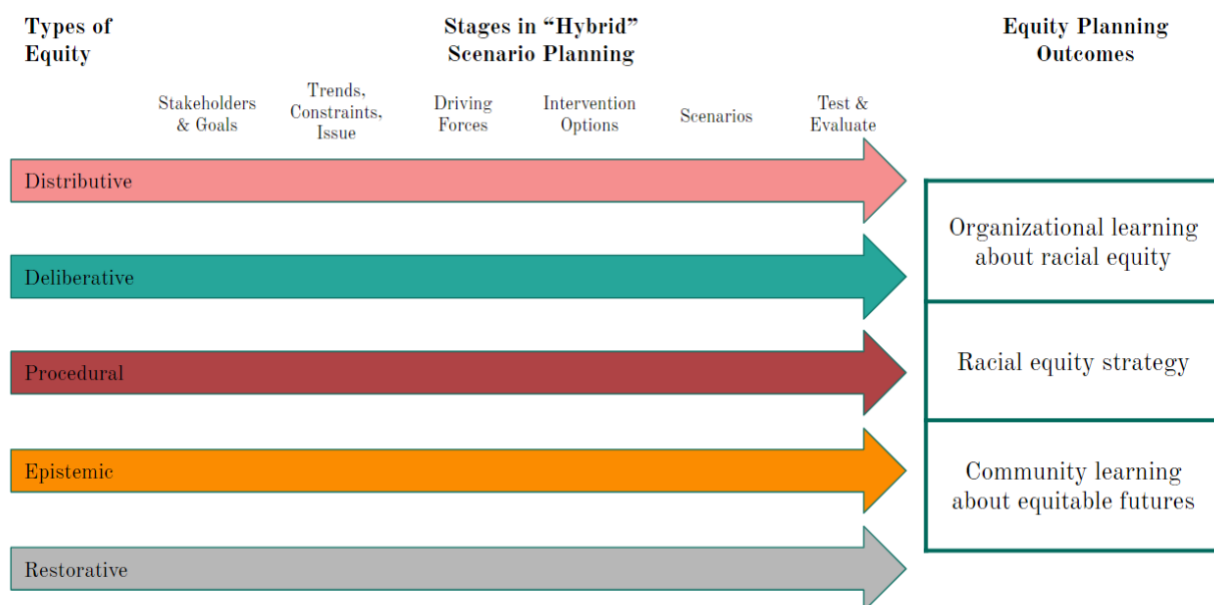 Types of
Equity
Stages in “Hybrid”
Scenario Planning
Equity Planning
Outcomes
Stakeholders
& Goals
Trends,
Constraints,
Issue
Driving
Forces
Intervention
Options
Scenarios
Test &
Evaluate
Distributive
Deliberative
Procedural
Epistemic
Restorative
Organizational learning
about racial equity
Racial equity strategy
Community learning
about equitable futures